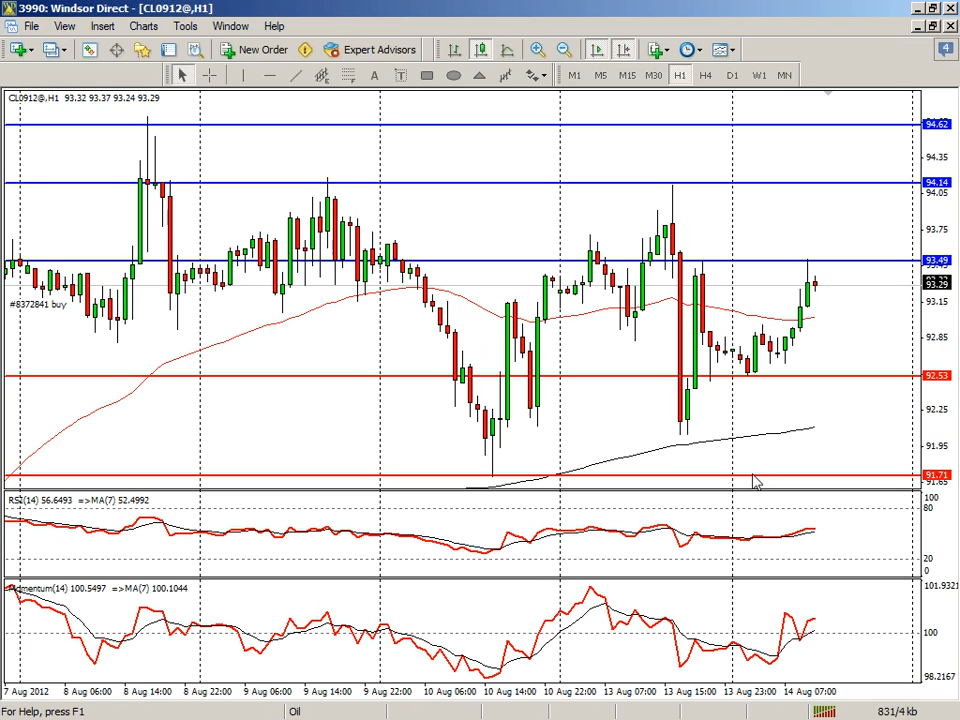 3990: Windsor Direct - [CL0912@,H1]
File View Insert Charts Tools Window Help
New Order Expert Advisors 4
A T M1 M5 M15 M30 H1 H4 D1 W1 MN
CL0912@,H1 93.32 93.37 93.24 93.29
94.62
94.35
94.14
94.05
93.75
93.49
93.29
#8372841 buy
93.15
92.85
92.53
92.25
91.95
91.71
91.65
RSI(14) 56.6493 =>MA(7) 52.4992
100
80
20
0
Momentum(14) 100.5497 =>MA(7) 100.1044
101.9321
100
98.2167
7 Aug 2012 8 Aug 06:00 8 Aug 14:00 8 Aug 22:00 9 Aug 06:00 9 Aug 14:00 9 Aug 22:00 10 Aug 06:00 10 Aug 14:00 10 Aug 22:00 13 Aug 07:00 13 Aug 15:00 13 Aug 23:00 14 Aug 07:00
For Help, press F1 Oil 831/4 kb